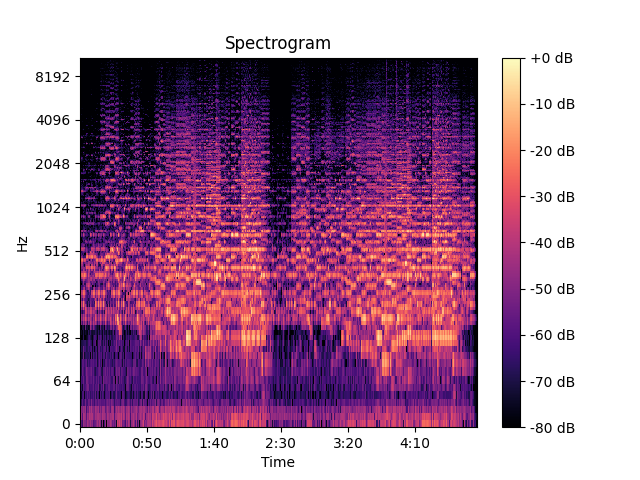 Spectrogram
8192
4096
2048
1024
512
256
128
64
0
Hz
0:00 0:50 1:40 2:30 3:20 4:10
Time
+0 dB
-10 dB
-20 dB
-30 dB
-40 dB
-50 dB
-60 dB
-70 dB
-80 dB